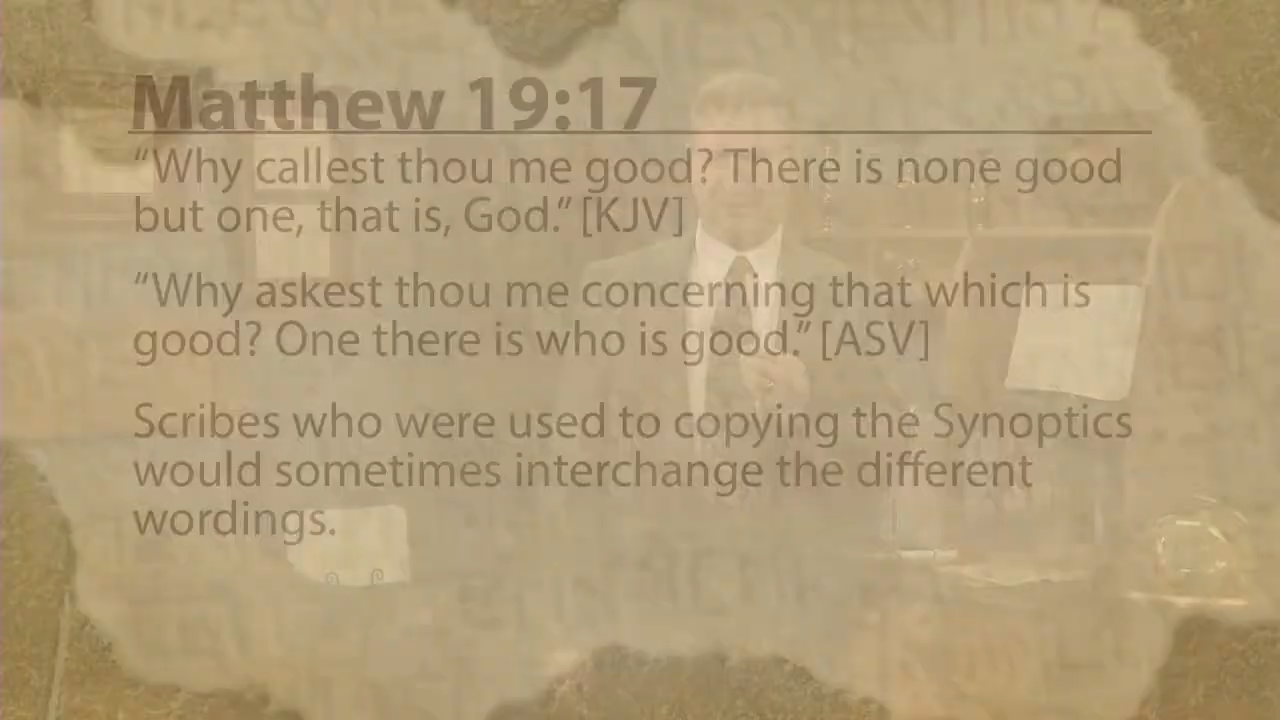 Matthew 19:17
“Why callest thou me good? There is none good
but one, that is, God.” [KJV]
“Why askest thou me concerning that which is
good? One there is who is good.” [ASV]
Scribes who were used to copying the Synoptics
would sometimes interchange the different
wordings.